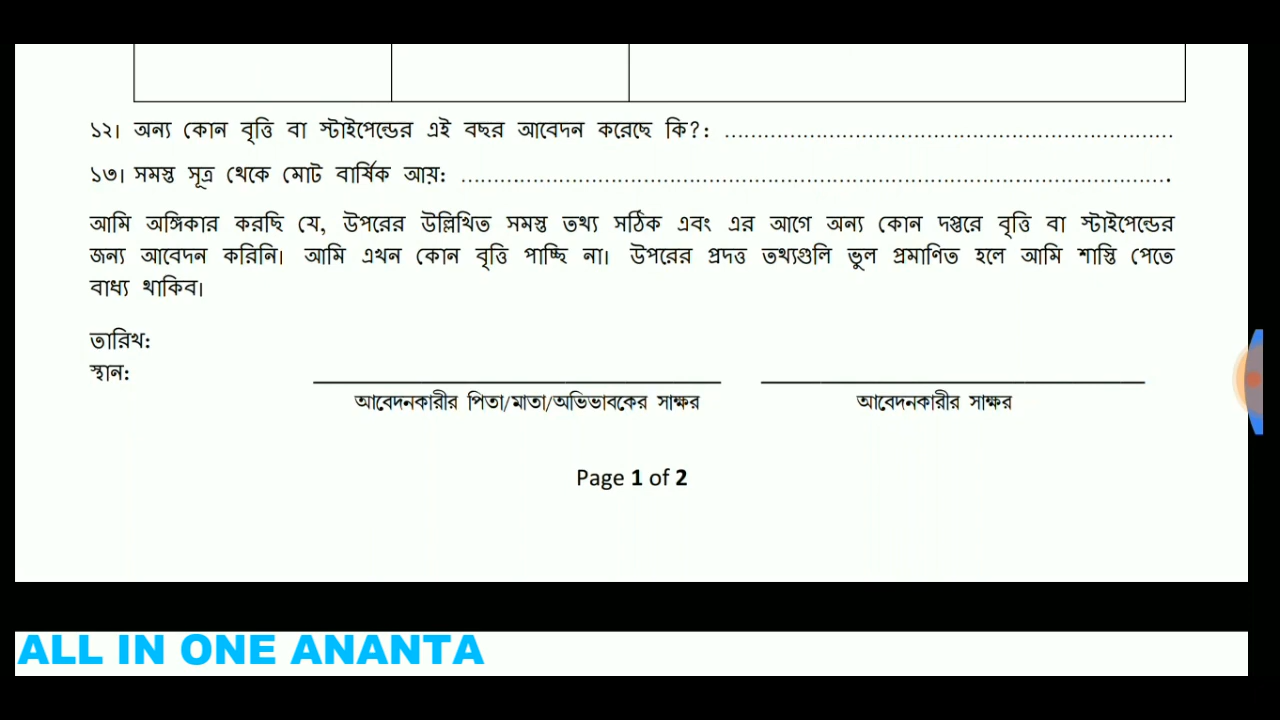 ১২। অন্য কোন বৃত্তি বা স্টাইপেন্ডের এই বছর আবেদন করেছে কি?: ....................................................................
১৩। সমস্ত সূত্র থেকে মোট বার্ষিক আয়: ............................................................................................................
আমি অঙ্গিকার করছি যে, উপরের উল্লিখিত সমস্ত তথ্য সঠিক এবং এর আগে অন্য কোন দপ্তরে বৃত্তি বা স্টাইপেন্ডের
জন্য আবেদন করিনি। আমি এখন কোন বৃত্তি পাচ্ছি না। উপরের প্রদত্ত তথ্যগুলি ভুল প্রমাণিত হলে আমি শাস্তি পেতে
বাধ্য থাকিব।
তারিখ:
স্থান:
আবেদনকারীর পিতা/মাতা/অভিভাবকের সাক্ষর আবেদনকারীর সাক্ষর
Page 1 of 2
ALL IN ONE ANANTA